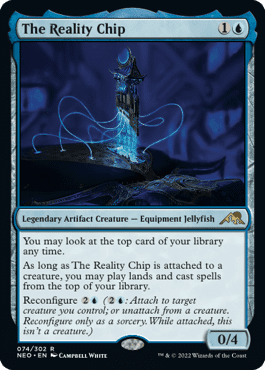 The Reality Chip 1
Legendary Artifact Creature — Equipment Jellyfish
You may look at the top card of your library
any time.
As long as The Reality Chip is attached to a
creature, you may play lands and cast spells
from the top of your library.
Reconfigure 2 (2: Attach to target
creature you control; or unattach from a creature.
Reconfigure only as a sorcery. While attached, this
isn't a creature.)
0/4
074/302 R
NEO • EN CAMPBELL WHITE ™ & © 2022 Wizards of the Coast